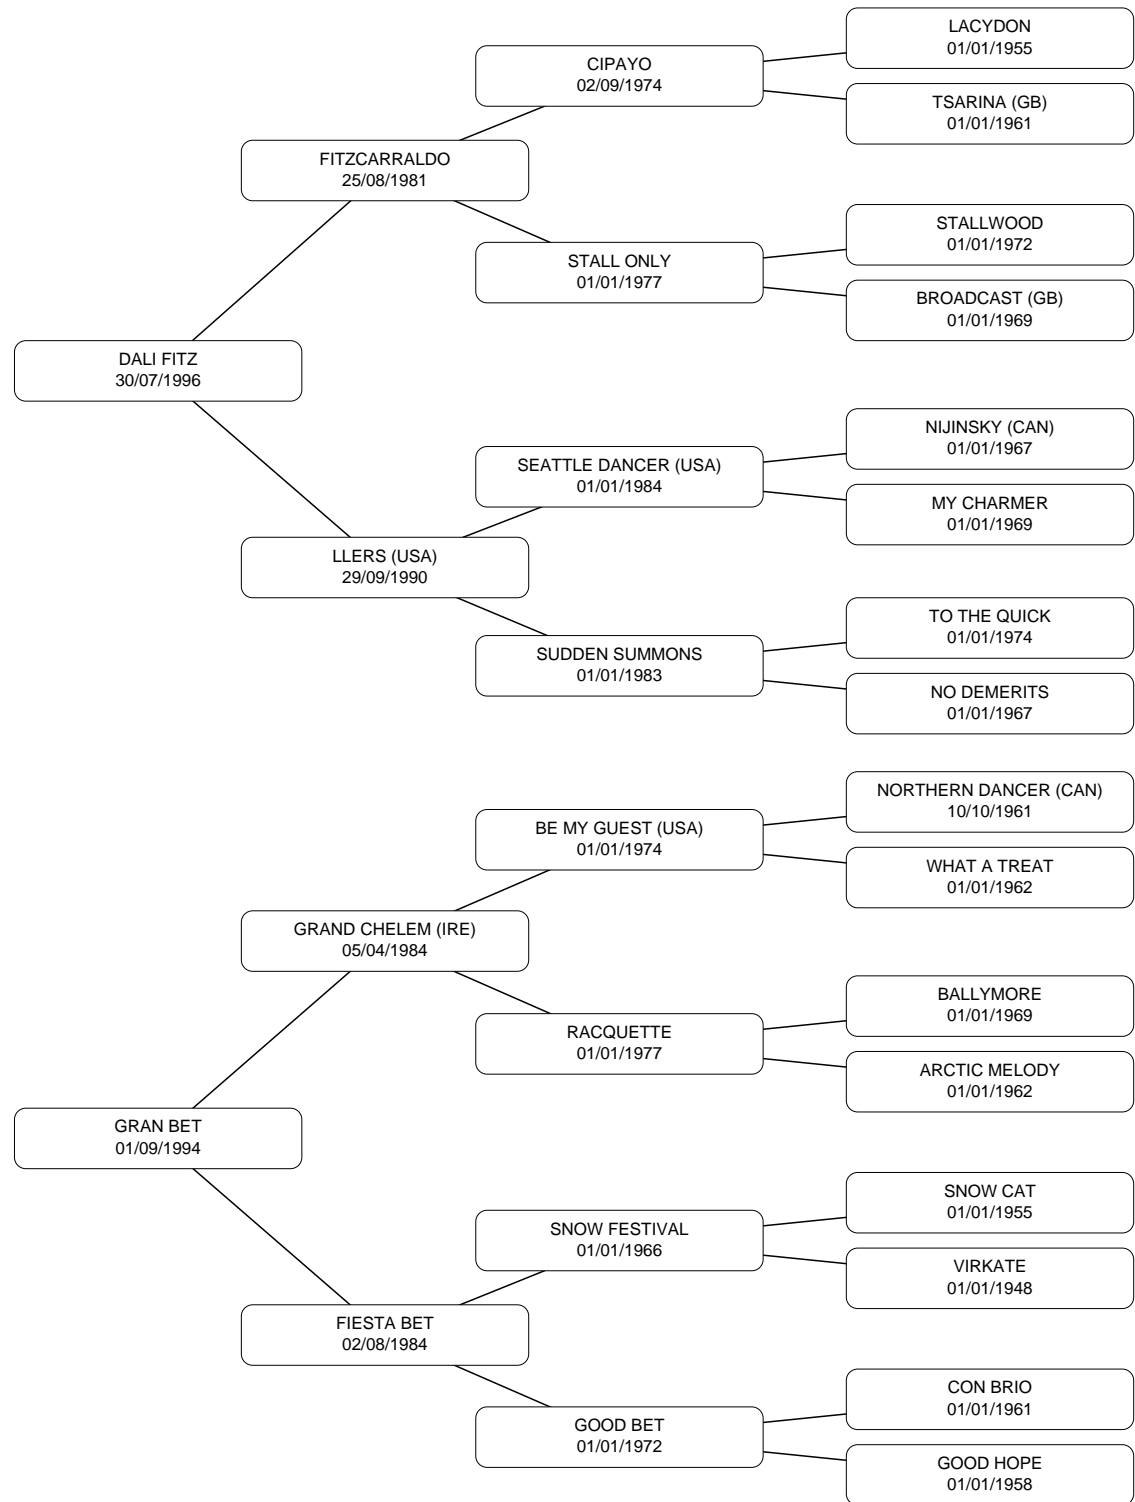 LACYDON
01/01/1955
CIPAYO
02/09/1974
TSARINA (GB)
01/01/1961
FITZCARRALDO
25/08/1981
STALLWOOD
01/01/1972
STALL ONLY
01/01/1977
BROADCAST (GB)
01/01/1969
DALI FITZ
30/07/1996
NIJINSKY (CAN)
01/01/1967
SEATTLE DANCER (USA)
01/01/1984
MY CHARMER
01/01/1969
LLERS (USA)
29/09/1990
TO THE QUICK
01/01/1974
SUDDEN SUMMONS
01/01/1983
NO DEMERITS
01/01/1967
NORTHERN DANCER (CAN)
10/10/1961
BE MY GUEST (USA)
01/01/1974
WHAT A TREAT
01/01/1962
GRAND CHELEM (IRE)
05/04/1984
BALLYMORE
01/01/1969
RACQUETTE
01/01/1977
ARCTIC MELODY
01/01/1962
GRAN BET
01/09/1994
SNOW CAT
01/01/1955
SNOW FESTIVAL
01/01/1966
VIRKATE
01/01/1948
FIESTA BET
02/08/1984
CON BRIO
01/01/1961
GOOD BET
01/01/1972
GOOD HOPE
01/01/1958